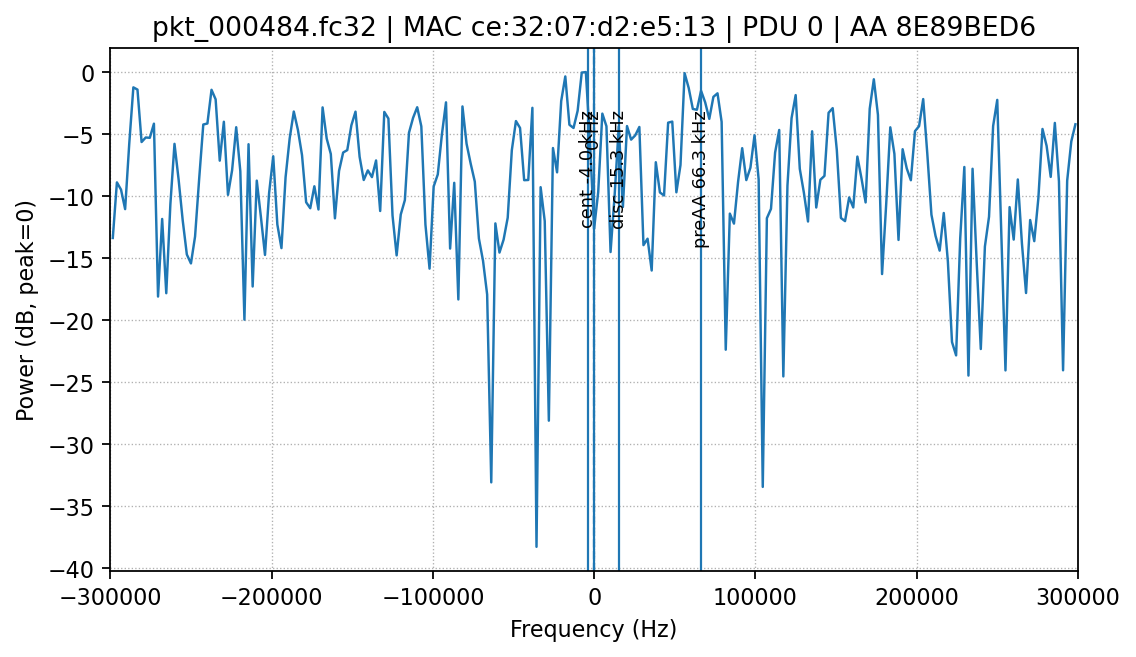 pkt_000484.fc32 | MAC ce:32:07:d2:e5:13 | PDU 0 | AA 8E89BED6
Power (dB, peak=0)
0
−5
−10
−15
−20
−25
−30
−35
−40
cent -4.0 kHz
0 Hz
disc 15.3 kHz
preAA 66.3 kHz
−300000
−200000
−100000
0
100000
200000
300000
Frequency (Hz)